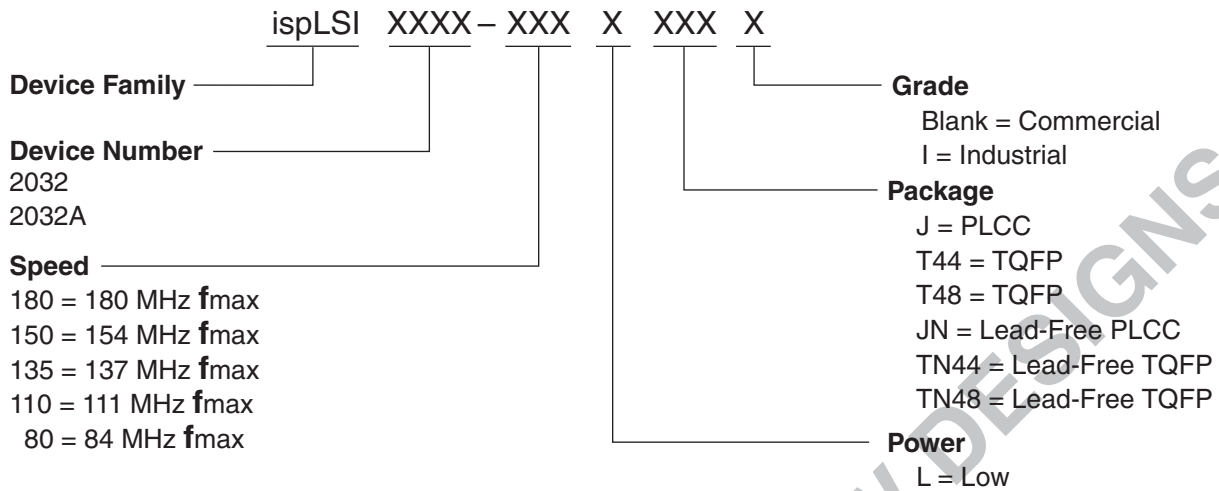 ispLSI XXXX – XXX X XXX X
Device Family
Device Number
2032
2032A
Speed
180 = 180 MHz fmax
150 = 154 MHz fmax
135 = 137 MHz fmax
110 = 111 MHz fmax
80 = 84 MHz fmax
Grade
Blank = Commercial
I = Industrial
Package
J = PLCC
T44 = TQFP
T48 = TQFP
JN = Lead-Free PLCC
TN44 = Lead-Free TQFP
TN48 = Lead-Free TQFP
Power
L = Low
DESIGNS